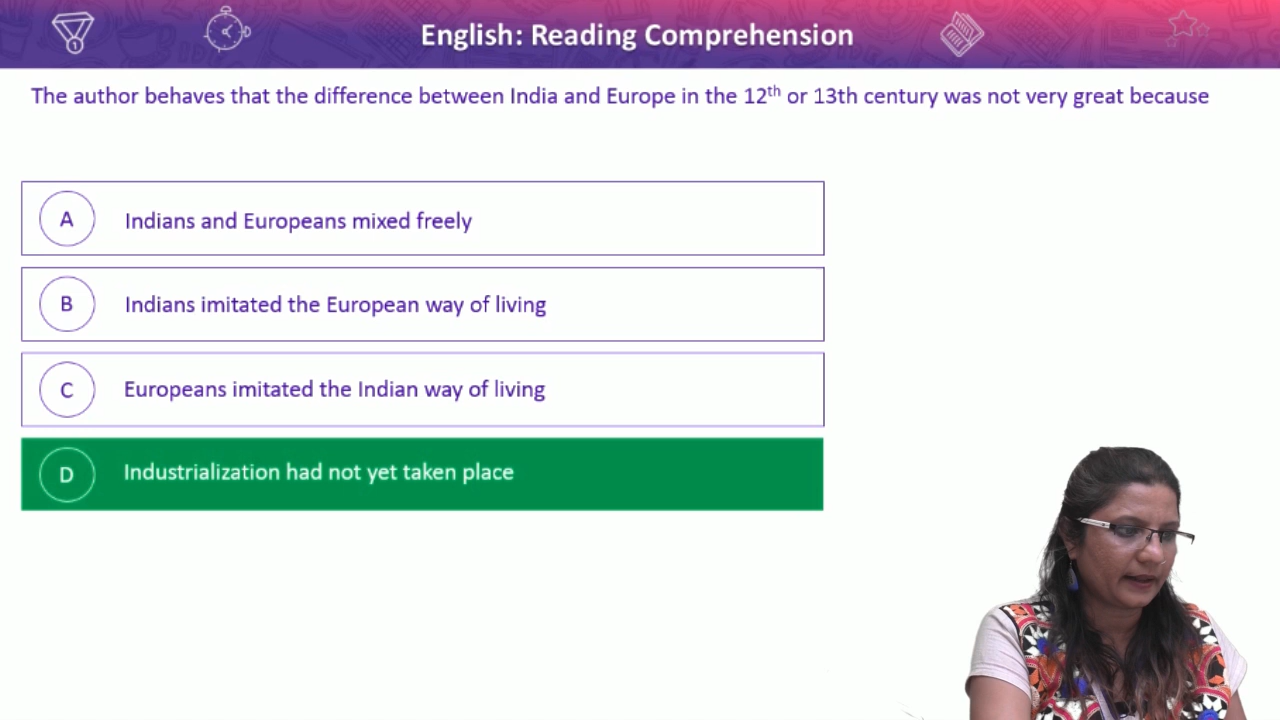 English: Reading Comprehension
The author behaves that the difference between India and Europe in the 12th or 13th century was not very great because
A Indians and Europeans mixed freely
B Indians imitated the European way of living
C Europeans imitated the Indian way of living
D Industrialization had not yet taken place